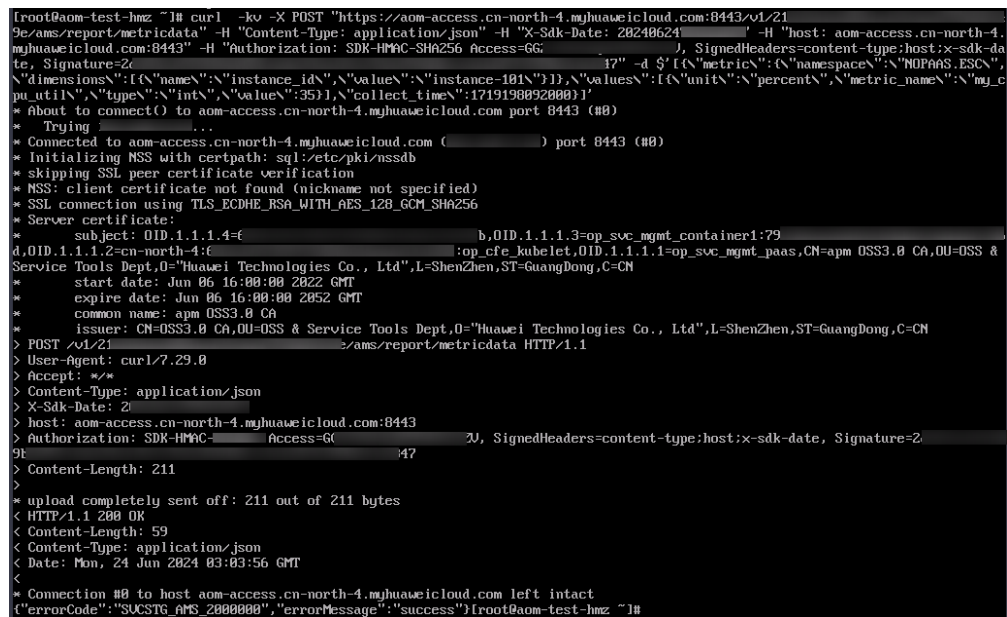 [root@aom-test-hmz ~]# curl  -kv -X POST "https://aom-access.cn-north-4.myhuaweicloud.com:8443/v1/21
9e/ams/report/metricdata" -H "Content-Type: application/json" -H "X-Sdk-Date: 20240624 ' -H "host: aom-access.cn-north-4.
myhuaweicloud.com:8443" -H "Authorization: SDK-HMAC-SHA256 Access=GG J, SignedHeaders=content-type;host;x-sdk-da
te, Signature=2 47" -d $'[{\"metric\":{\"namespace\":\"NOPAAS.ESC\",
\"dimensions\":[{\"name\":\"instance_id\",\"value\":\"instance-101\"}]},\"values\":[{\"unit\":\"percent\",\"metric_name\":\"my_c
pu_util\",\"type\":\"int\",\"value\":35}],\"collect_time\":1719198092000}]'
* About to connect() to aom-access.cn-north-4.myhuaweicloud.com port 8443 (#0)
*   Trying ...
* Connected to aom-access.cn-north-4.myhuaweicloud.com ( ) port 8443 (#0)
* Initializing NSS with certpath: sql:/etc/pki/nssdb
* skipping SSL peer certificate verification
* NSS: client certificate not found (nickname not specified)
* SSL connection using TLS_ECDHE_RSA_WITH_AES_128_GCM_SHA256
* Server certificate:
*       subject: OID.1.1.1.4=6 b,OID.1.1.1.3=op_svc_mgmt_container1:79
d,OID.1.1.1.2=cn-north-4:6 :op_cfe_kubelet,OID.1.1.1.1=op_svc_mgmt_paas,CN=apm OSS3.0 CA,OU=OSS &
Service Tools Dept,O="Huawei Technologies Co., Ltd",L=ShenZhen,ST=GuangDong,C=CN
*       start date: Jun 06 16:00:00 2022 GMT
*       expire date: Jun 06 16:00:00 2052 GMT
*       common name: apm OSS3.0 CA
*       issuer: CN=OSS3.0 CA,OU=OSS & Service Tools Dept,O="Huawei Technologies Co., Ltd",L=ShenZhen,ST=GuangDong,C=CN
> POST /v1/21 e/ams/report/metricdata HTTP/1.1
> User-Agent: curl/7.29.0
> Accept: */*
> Content-Type: application/json
> X-Sdk-Date: 2
> host: aom-access.cn-north-4.myhuaweicloud.com:8443
> Authorization: SDK-HMAC- Access=G ZU, SignedHeaders=content-type;host;x-sdk-date, Signature=2
9 47
> Content-Length: 211
>
* upload completely sent off: 211 out of 211 bytes
< HTTP/1.1 200 OK
< Content-Length: 59
< Content-Type: application/json
< Date: Mon, 24 Jun 2024 03:03:56 GMT
<
* Connection #0 to host aom-access.cn-north-4.myhuaweicloud.com left intact
{"errorCode":"SVCSTG_AMS_2000000","errorMessage":"success"}[root@aom-test-hmz ~]#